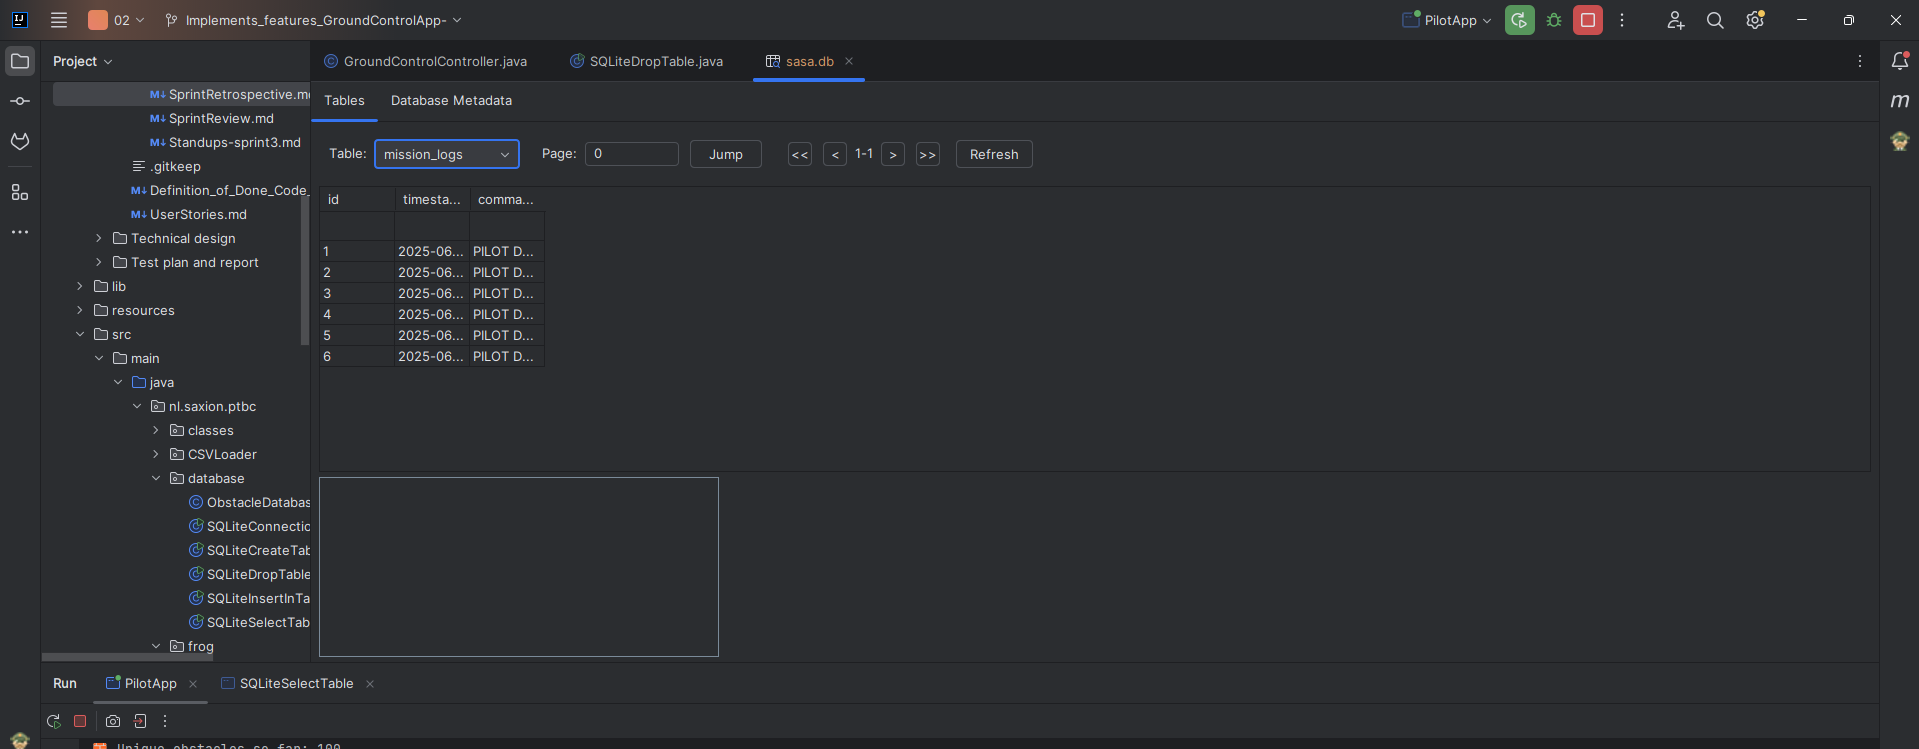 02
Implements_features_GroundControlApp-
PilotApp
Project
GroundControlController.java
SQLiteDropTable.java
sasa.db
SprintRetrospective.m
SprintReview.md
Standups-sprint3.md
.gitkeep
Definition_of_Done_Code_
UserStories.md
Technical design
Test plan and report
lib
resources
src
main
java
nl.saxion.ptbc
classes
CSVLoader
database
ObstacleDatabas
SQLiteConnectio
SQLiteCreateTab
SQLiteDropTable
SQLiteInsertInTa
SQLiteSelectTab
frog
Tables
Database Metadata
Table:
mission_logs
Page:
0
Jump
<<
<
1-1
>
>>
Refresh
id timesta... comma...
1 2025-06... PILOT D...
2 2025-06... PILOT D...
3 2025-06... PILOT D...
4 2025-06... PILOT D...
5 2025-06... PILOT D...
6 2025-06... PILOT D...
Run
PilotApp
SQLiteSelectTable
Unique obstacles so far: 100